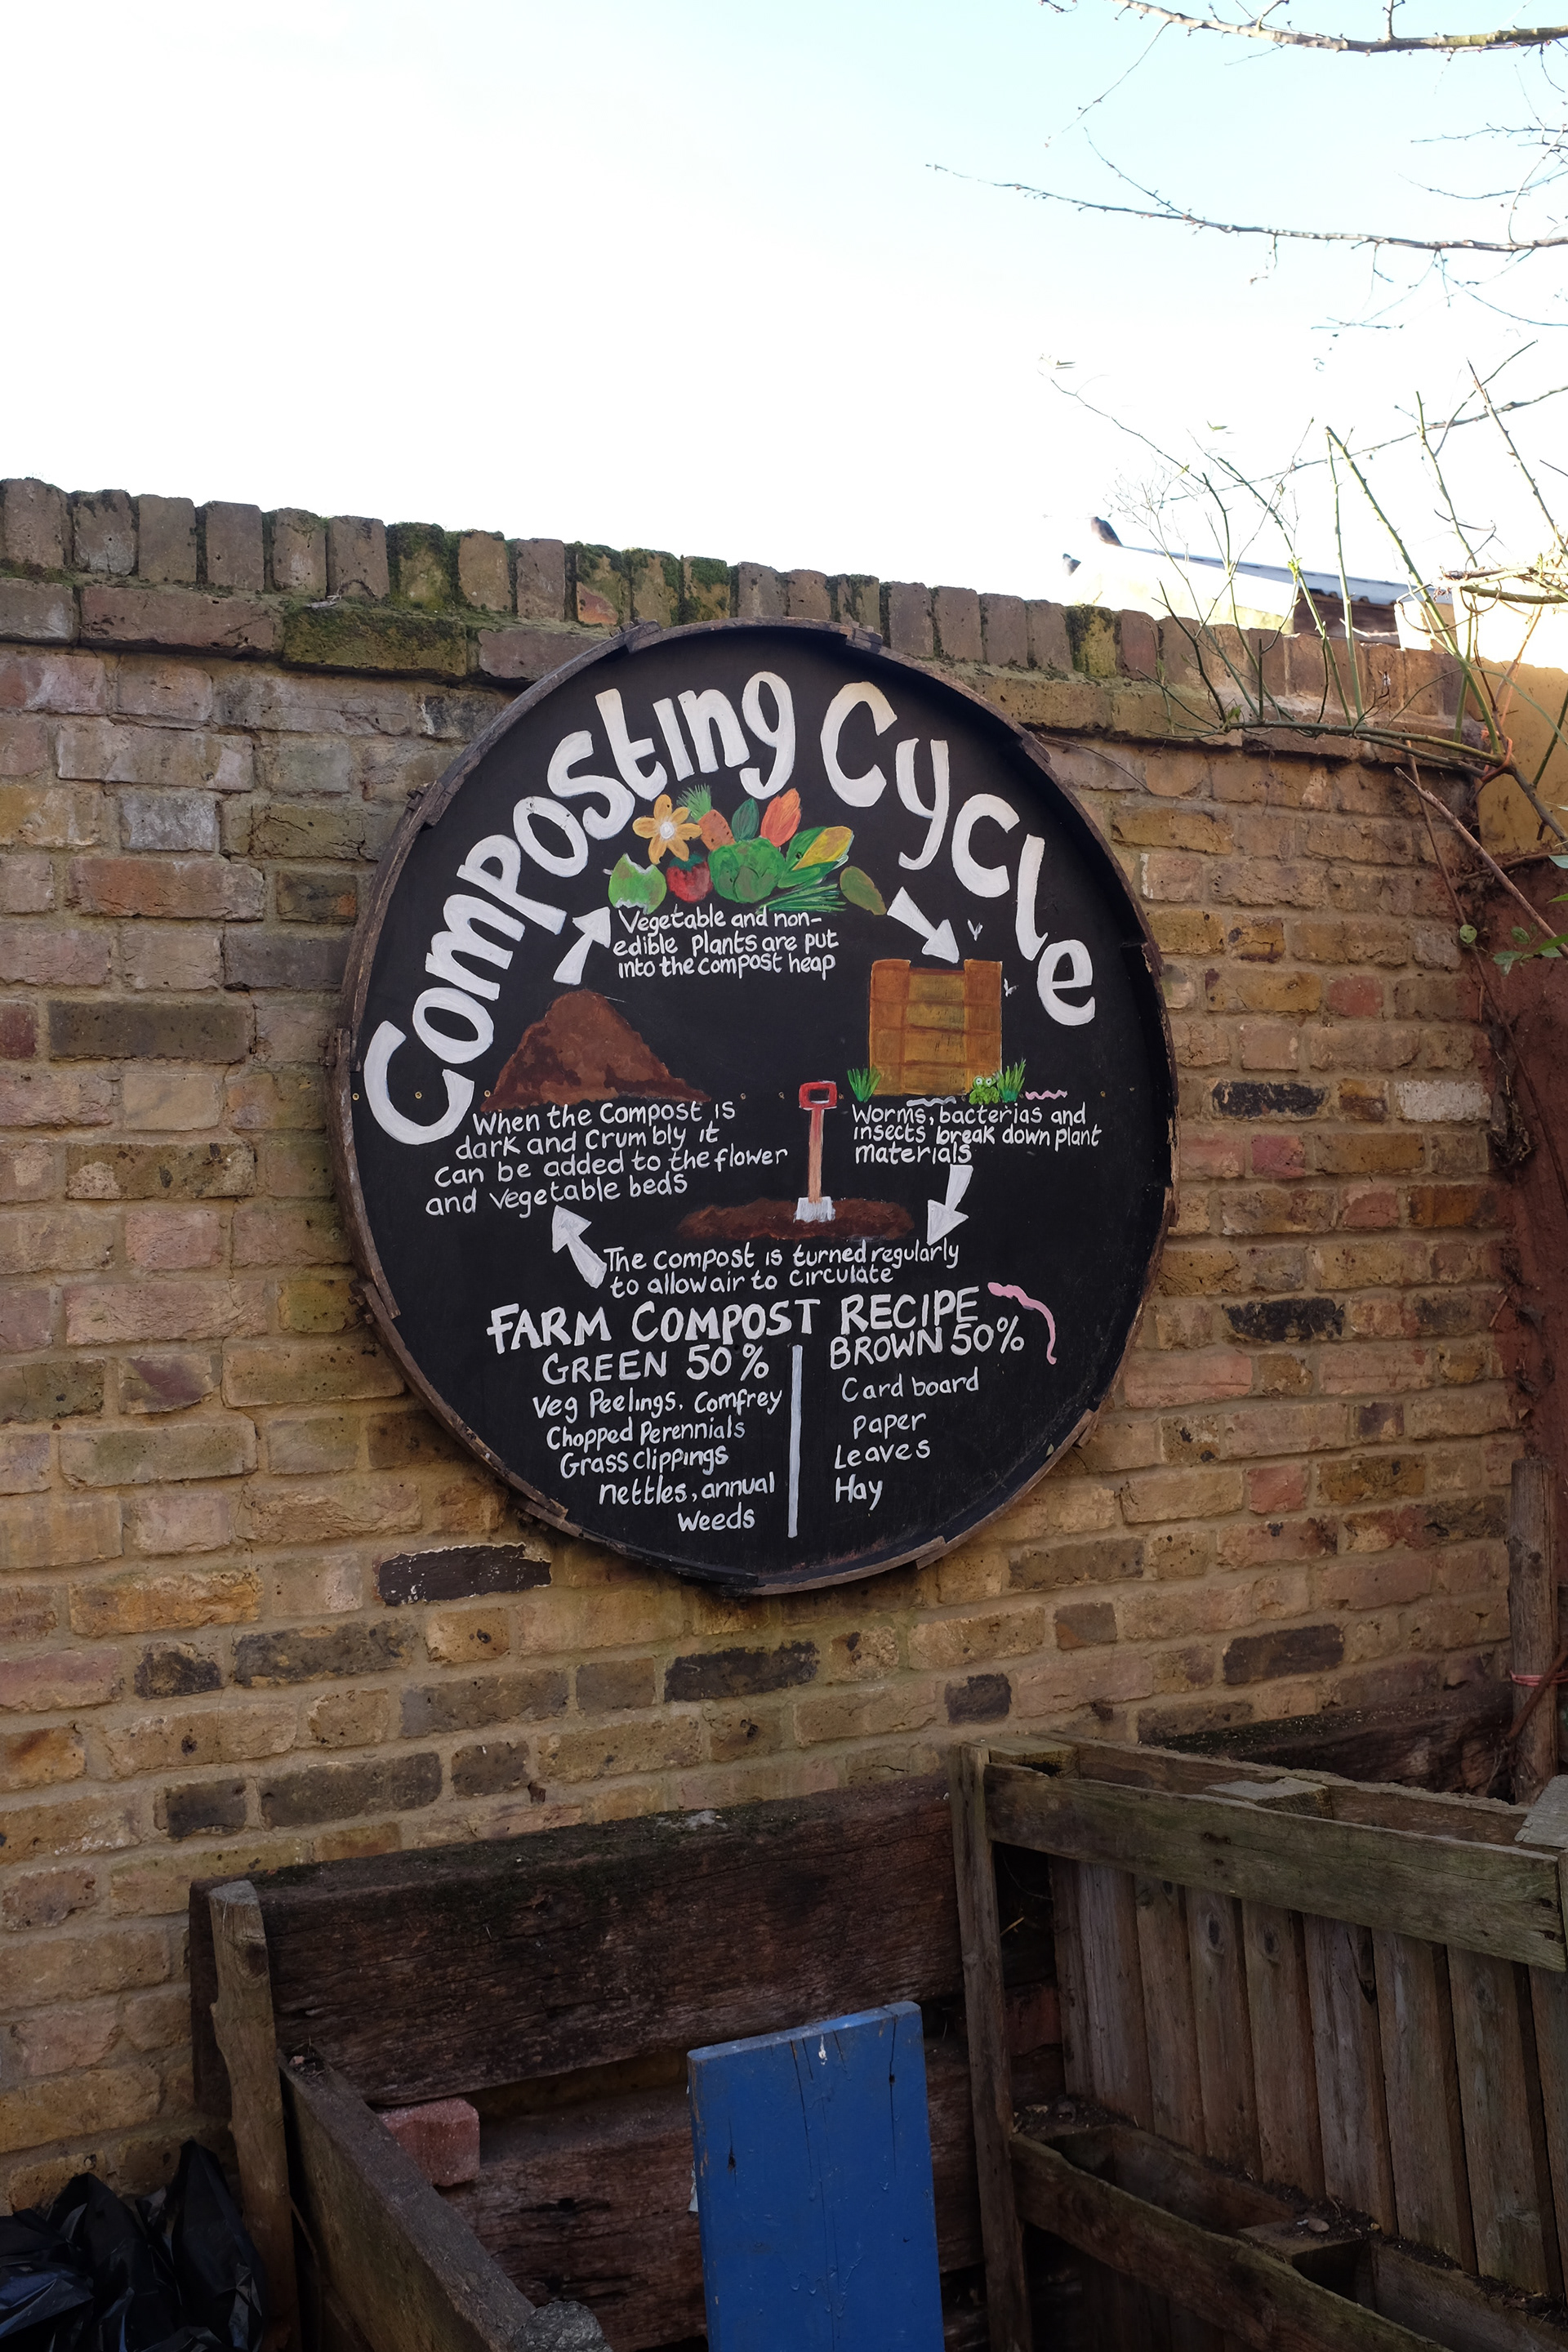 Composting Cycle
Vegetable and non-
edible Plants are put
into the compost heap
Worms, bacterias and
insects break down plant
materials
The compost is turned regularly
to allow air to circulate
When the Compost is
dark and crumbly it
can be added to the flower
and vegetable beds
FARM COMPOST RECIPE
GREEN 50%
Veg Peelings, Comfrey
Chopped Perennials
Grass clippings
nettles, annual
weeds
BROWN 50%
Card board
paper
Leaves
Hay